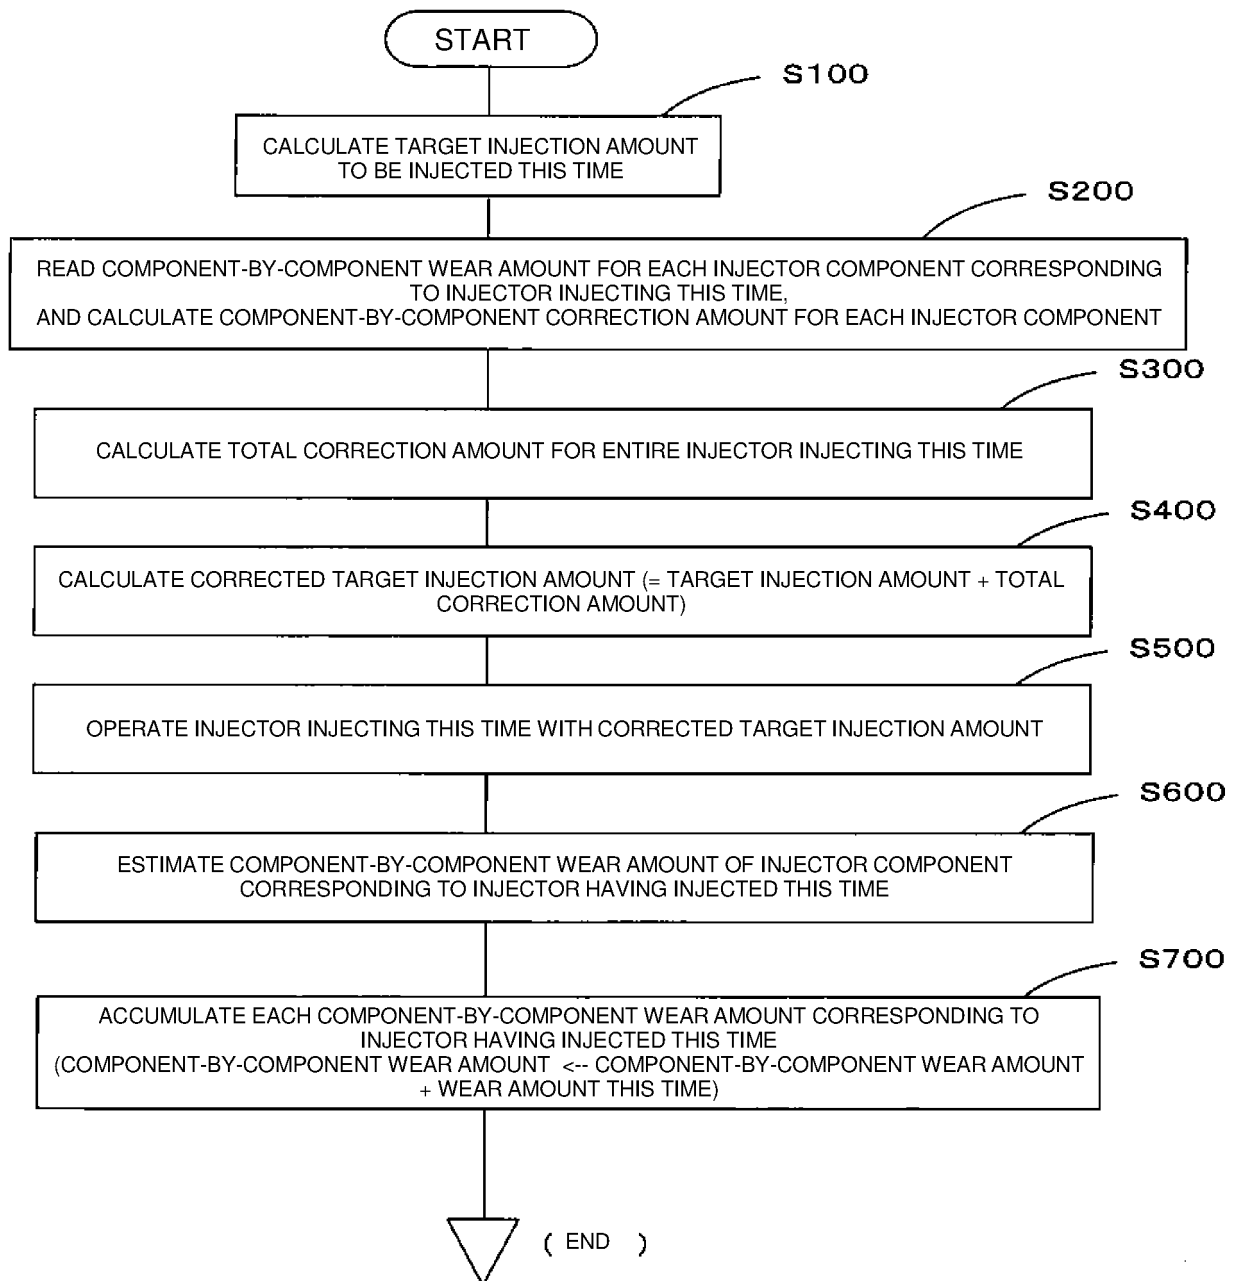 START
S100
CALCULATE TARGET INJECTION AMOUNT
TO BE INJECTED THIS TIME
S200
READ COMPONENT-BY-COMPONENT WEAR AMOUNT FOR EACH INJECTOR COMPONENT CORRESPONDING
TO INJECTOR INJECTING THIS TIME,
AND CALCULATE COMPONENT-BY-COMPONENT CORRECTION AMOUNT FOR EACH INJECTOR COMPONENT
S300
CALCULATE TOTAL CORRECTION AMOUNT FOR ENTIRE INJECTOR INJECTING THIS TIME
S400
CALCULATE CORRECTED TARGET INJECTION AMOUNT (= TARGET INJECTION AMOUNT + TOTAL
CORRECTION AMOUNT)
S500
OPERATE INJECTOR INJECTING THIS TIME WITH CORRECTED TARGET INJECTION AMOUNT
S600
ESTIMATE COMPONENT-BY-COMPONENT WEAR AMOUNT OF INJECTOR COMPONENT
CORRESPONDING TO INJECTOR HAVING INJECTED THIS TIME
S700
ACCUMULATE EACH COMPONENT-BY-COMPONENT WEAR AMOUNT CORRESPONDING TO
INJECTOR HAVING INJECTED THIS TIME
(COMPONENT-BY-COMPONENT WEAR AMOUNT <-- COMPONENT-BY-COMPONENT WEAR AMOUNT
+ WEAR AMOUNT THIS TIME)
( END )